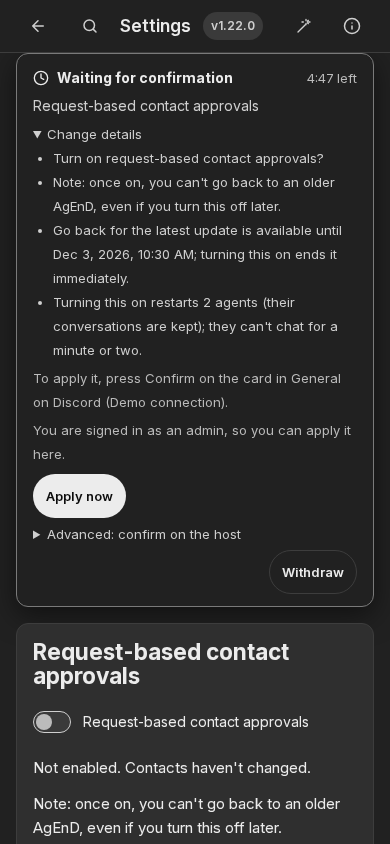 Settings v1.22.0
Waiting for confirmation 4:47 left
Request-based contact approvals
▼ Change details
• Turn on request-based contact approvals?
• Note: once on, you can't go back to an older
AgEnD, even if you turn this off later.
• Go back for the latest update is available until
Dec 3, 2026, 10:30 AM; turning this on ends it
immediately.
• Turning this on restarts 2 agents (their
conversations are kept); they can't chat for a
minute or two.
To apply it, press Confirm on the card in General
on Discord (Demo connection).
You are signed in as an admin, so you can apply it
here.
Apply now
▶ Advanced: confirm on the host
Withdraw
Request-based contact
approvals
Request-based contact approvals
Not enabled. Contacts haven't changed.
Note: once on, you can't go back to an older
AgEnD, even if you turn this off later.